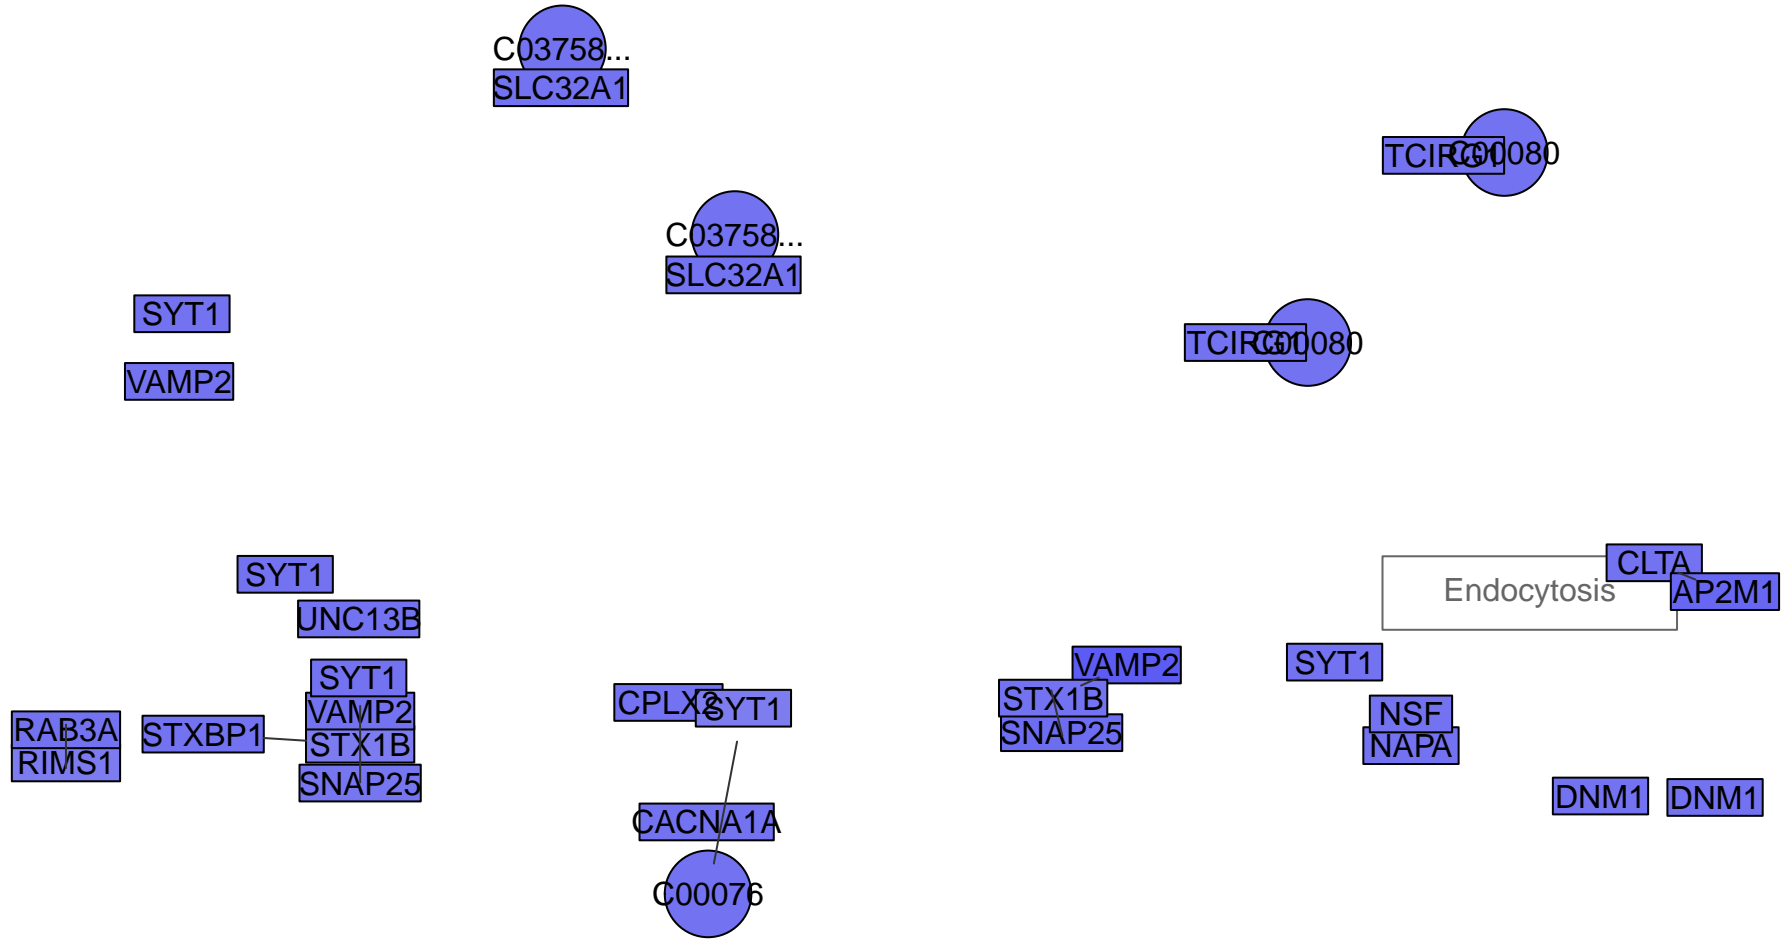 C03758...
SLC32A1
TCIRG1
C00080
C03758...
SLC32A1
SYT1
TCIRG1
C00080
VAMP2
SYT1
CLTA
Endocytosis
AP2M1
UNC13B
SYT1
VAMP2
SYT1
CPLX2
SYT1
STX1B
NSF
VAMP2
RAB3A
STXBP1
STX1B
SNAP25
NAPA
RIMS1
SNAP25
DNM1
DNM1
CACNA1A
C00076